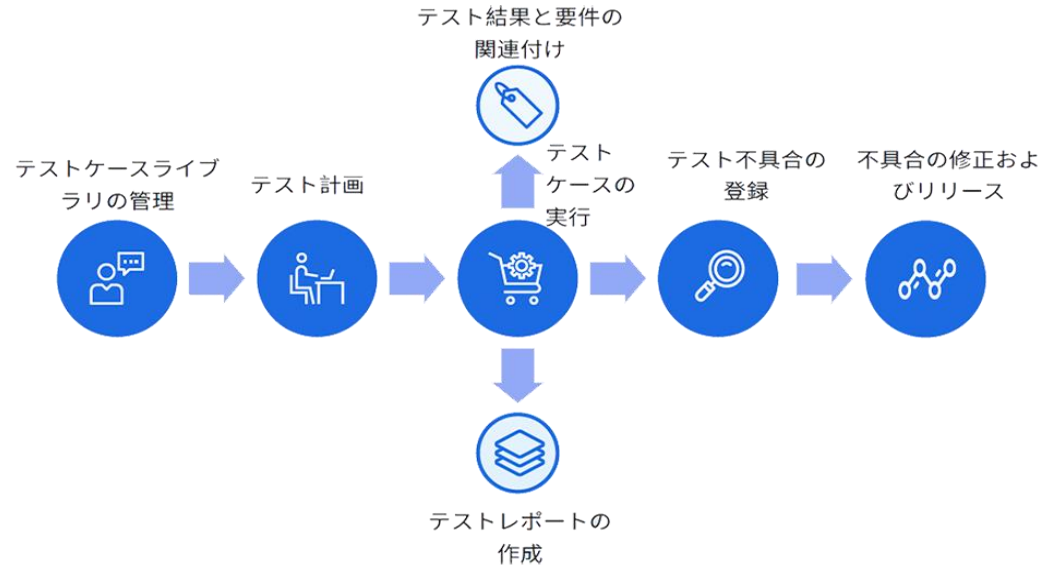 テスト結果と要件の
関連付け
テストケースライブ
ラリの管理
テスト計画
テスト
ケースの
実行
テスト不具合の
登録
不具合の修正およ
びリリース
テストレポートの
作成